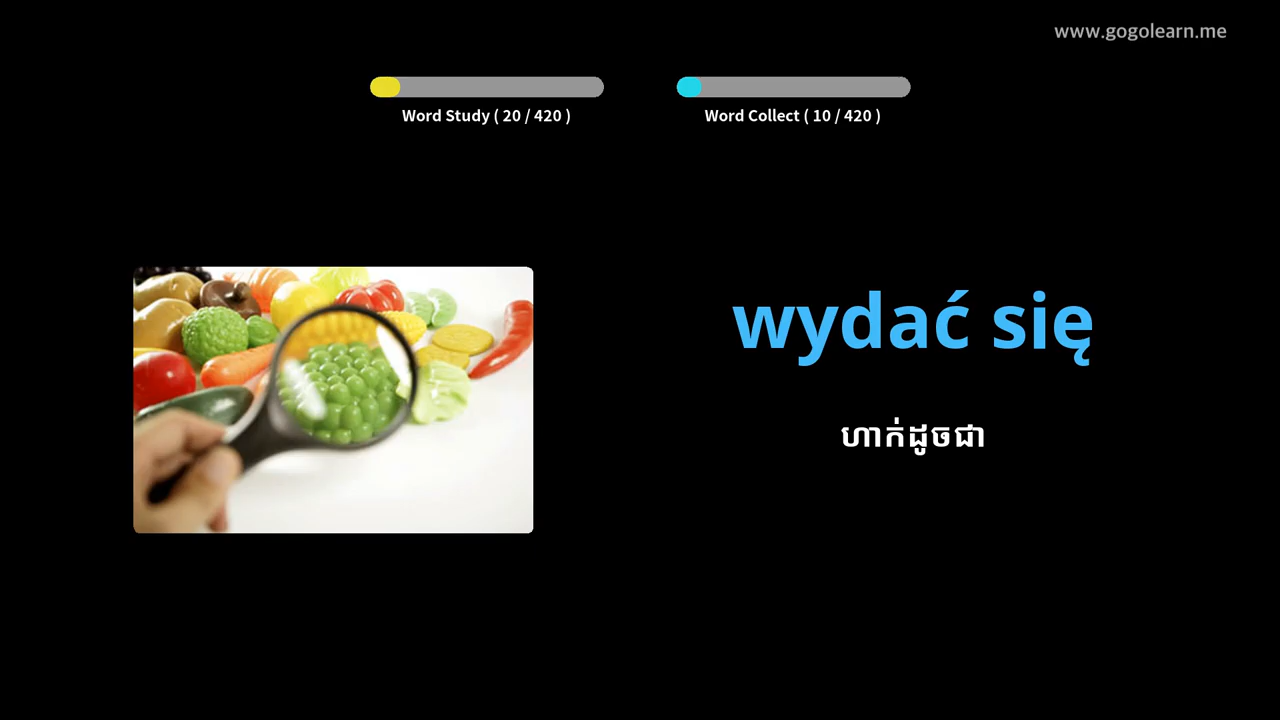 www.gogolearn.me
Word Study ( 20 / 420 )
Word Collect ( 10 / 420 )
wydać się
ហាក់ដូចជា